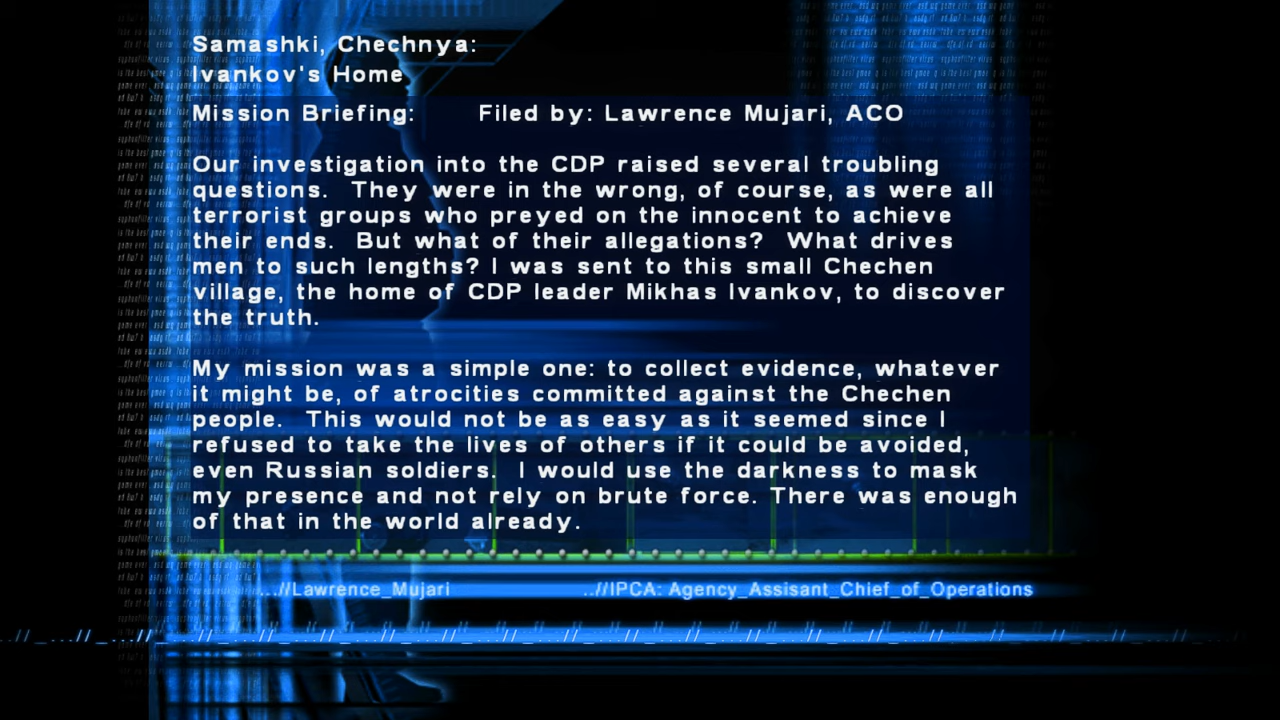 Samashki, Chechnya:
Ivankov's Home
Mission Briefing: Filed by: Lawrence Mujari, ACO
Our investigation into the CDP raised several troubling
questions. They were in the wrong, of course, as were all
terrorist groups who preyed on the innocent to achieve
their ends. But what of their allegations? What drives
men to such lengths? I was sent to this small Chechen
village, the home of CDP leader Mikhas Ivankov, to discover
the truth.
My mission was a simple one: to collect evidence, whatever
it might be, of atrocities committed against the Chechen
people. This would not be as easy as it seemed since I
refused to take the lives of others if it could be avoided,
even Russian soldiers. I would use the darkness to mask
my presence and not rely on brute force. There was enough
of that in the world already.
...//Lawrence_Mujari ..//IPCA: Agency_Assisant_Chief_of_Operations